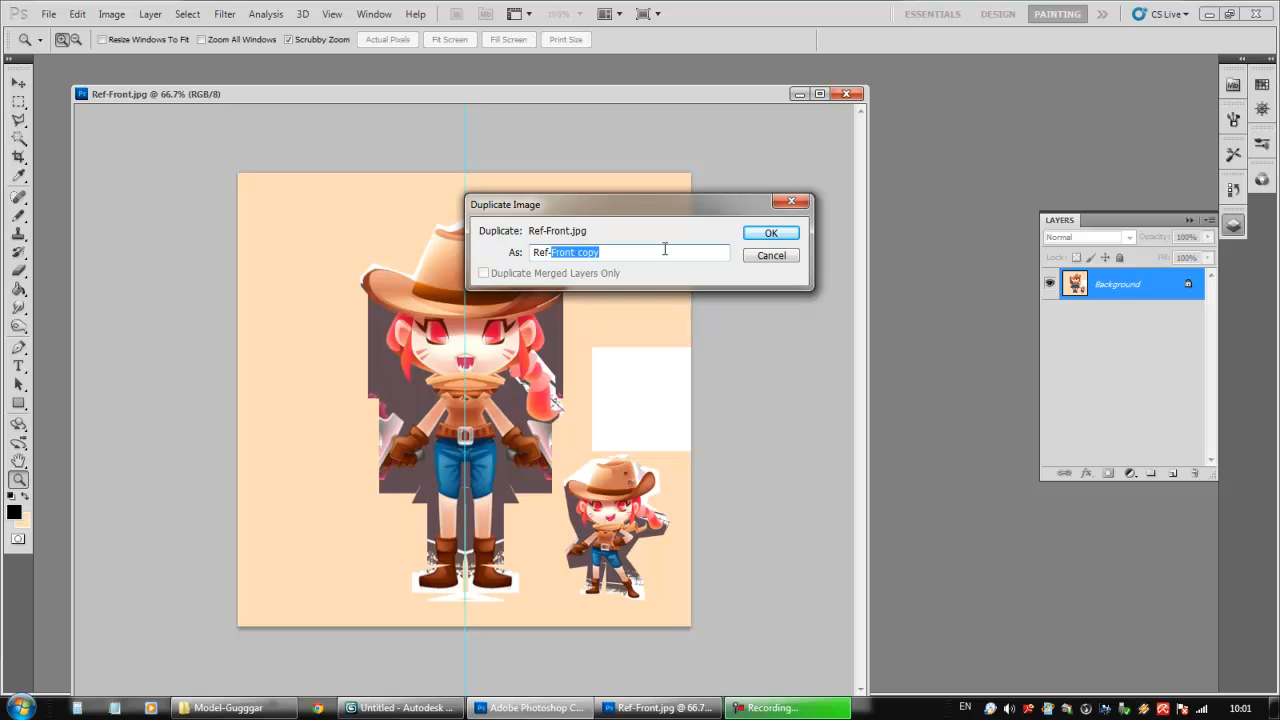 Ps File Edit Image Layer Select Filter Analysis 3D View Window Help 100% ESSENTIALS DESIGN PAINTING CS Live
Resize Windows To Fit Zoom All Windows Scrubby Zoom Actual Pixels Fit Screen Fill Screen Print Size
Ref-Front.jpg @ 66.7% (RGB/8)
Duplicate Image
Duplicate: Ref-Front.jpg OK
As: Ref-Front copy Cancel
Duplicate Merged Layers Only
LAYERS
Normal Opacity: 100%
Lock: Fill: 100%
Background
Model-Gugggar Untitled - Autodesk ... Adobe Photoshop C... Ref-Front.jpg @ 66.7... Recording... EN 10:01